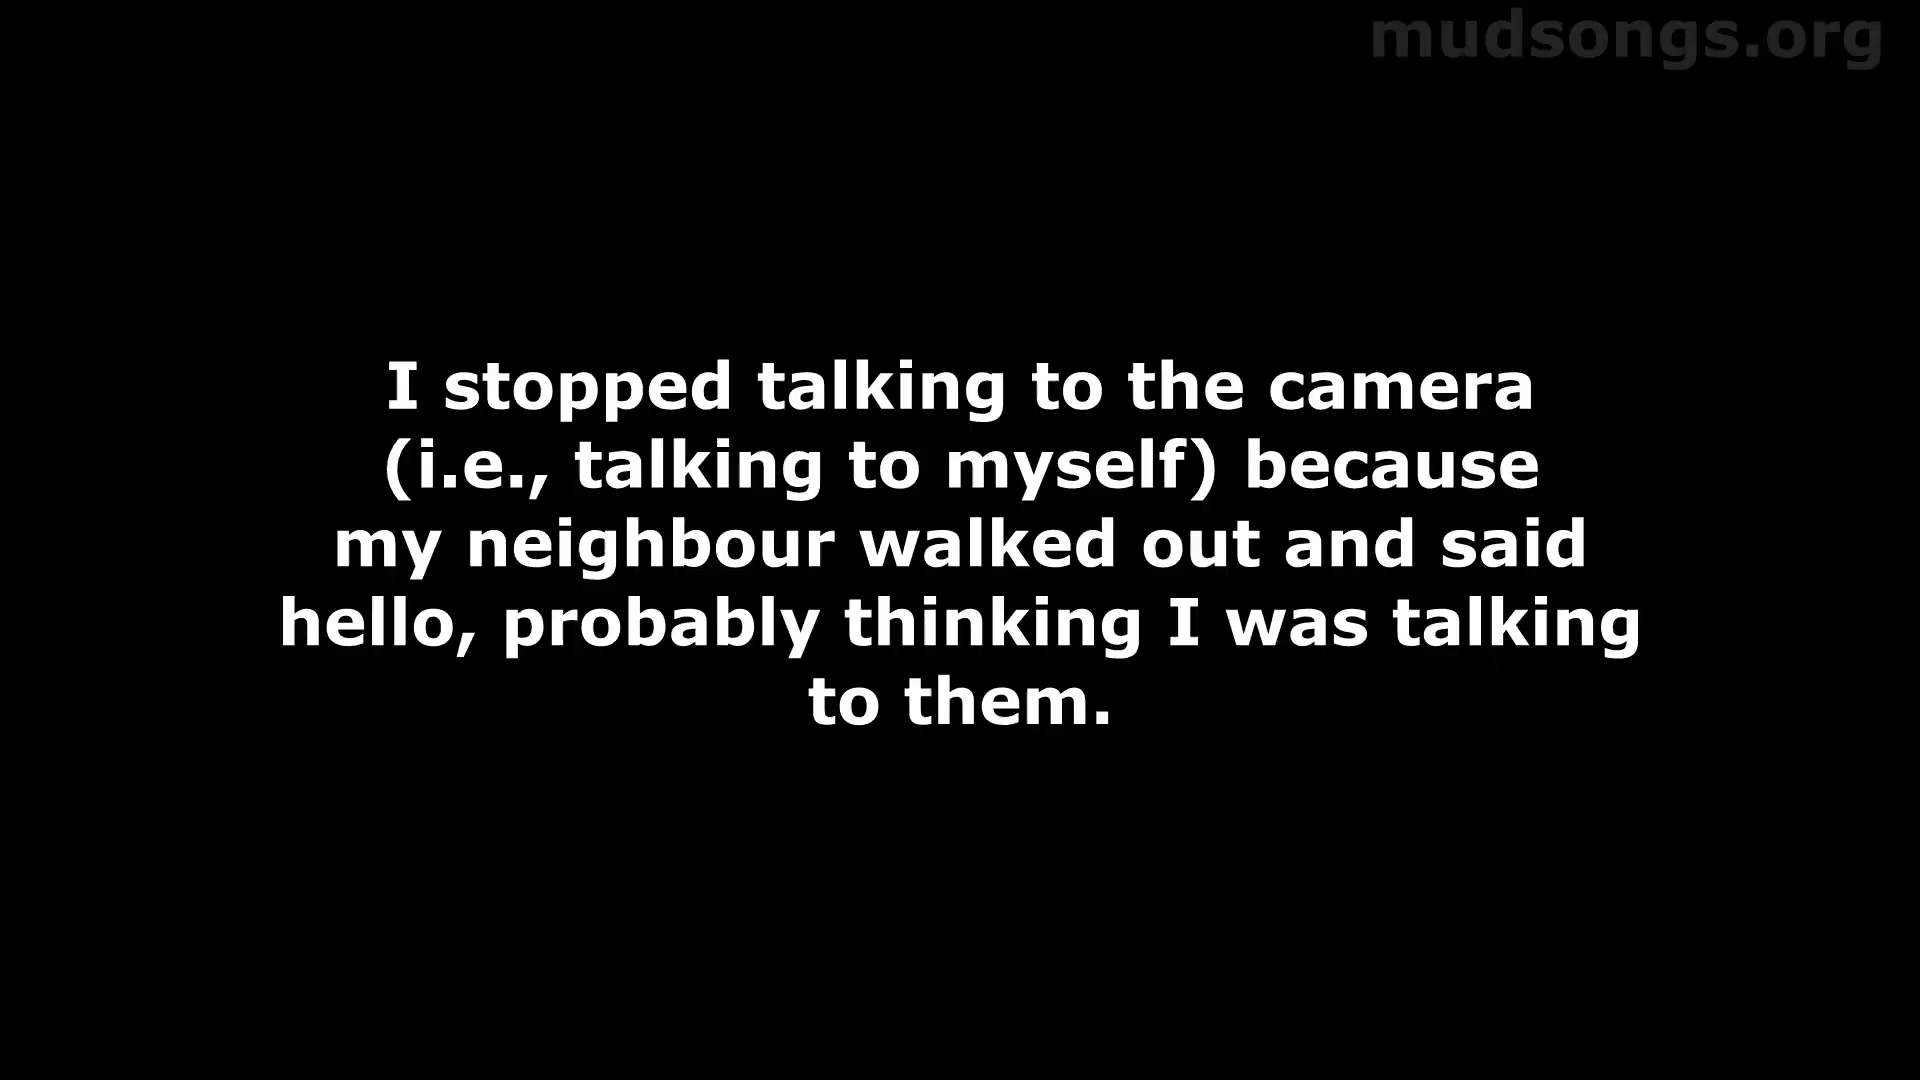 mudsongs.org
I stopped talking to the camera
(i.e., talking to myself) because
my neighbour walked out and said
hello, probably thinking I was talking
to them.